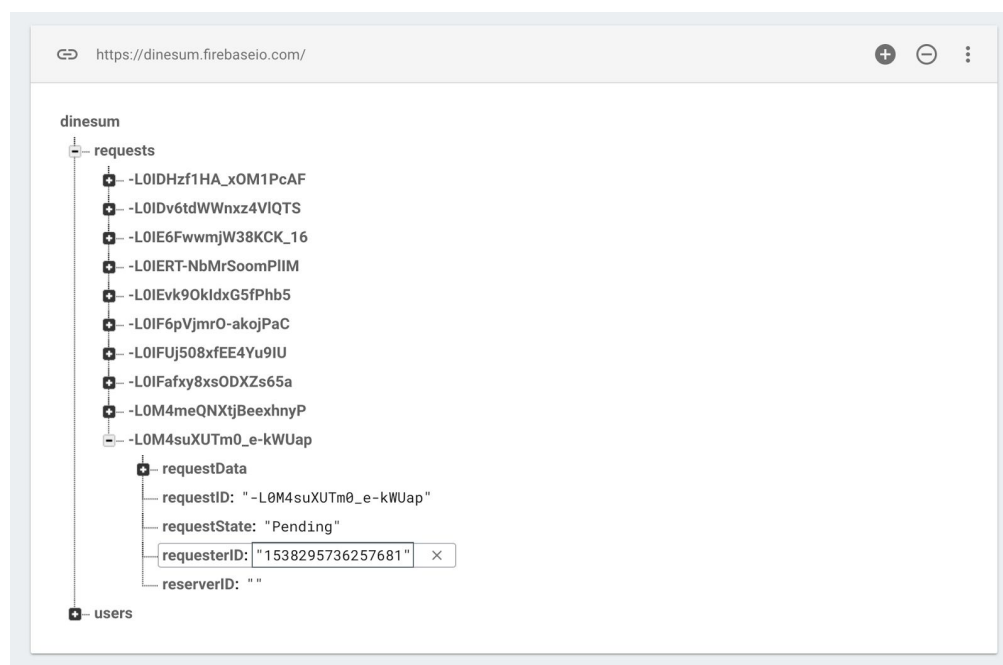 https://dinesum.firebaseio.com/
dinesum
requests
-L0IDHzf1HA_xOM1PcAF
-L0IDv6tdWWnxz4VlQTS
-L0IE6FwwmjW38KCK_16
-L0IERT-NbMrSoomPlIM
-L0IEvk9OkIdxG5fPhb5
-L0IF6pVjmrO-akojPaC
-L0IFUj508xfEE4Yu9IU
-L0IFafxy8xsODXZs65a
-L0M4meQNXtjBeexhnyP
-L0M4suXUTm0_e-kWUap
requestData
requestID: "-L0M4suXUTm0_e-kWUap"
requestState: "Pending"
requesterID: "1538295736257681"
reserverID: ""
users